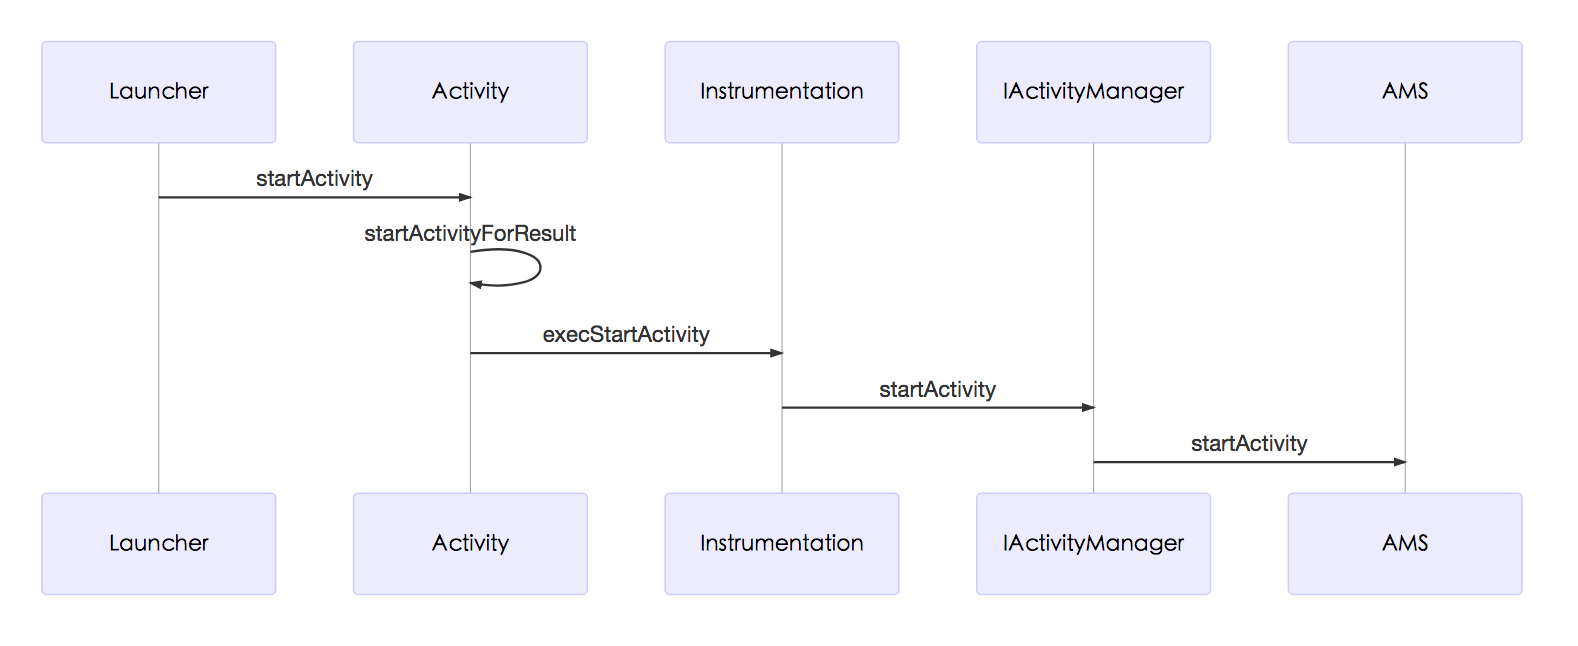 Launcher
Activity
Instrumentation
IActivityManager
AMS
startActivity
startActivityForResult
execStartActivity
startActivity
startActivity
Launcher
Activity
Instrumentation
IActivityManager
AMS